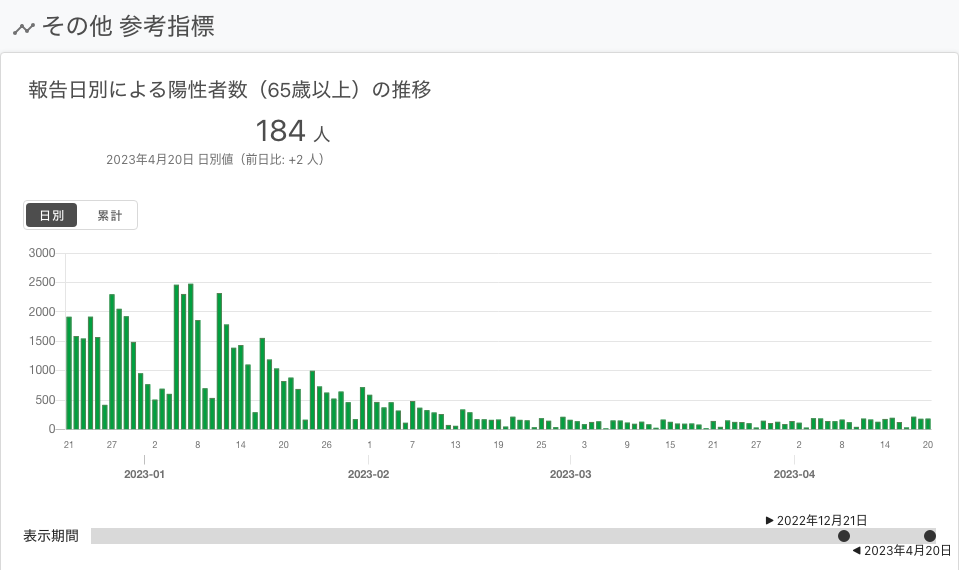 その他 参考指標
報告日別による陽性者数（65歳以上）の推移
184 人
2023年4月20日 日別値（前日比: +2 人）
日別 累計
3000
2500
2000
1500
1000
500
0
21 27 2 8 14 20 26 1 7 13 19 25 3 9 15 21 27 2 8 14 20
2023-01 2023-02 2023-03 2023-04
2022年12月21日
表示期間
2023年4月20日